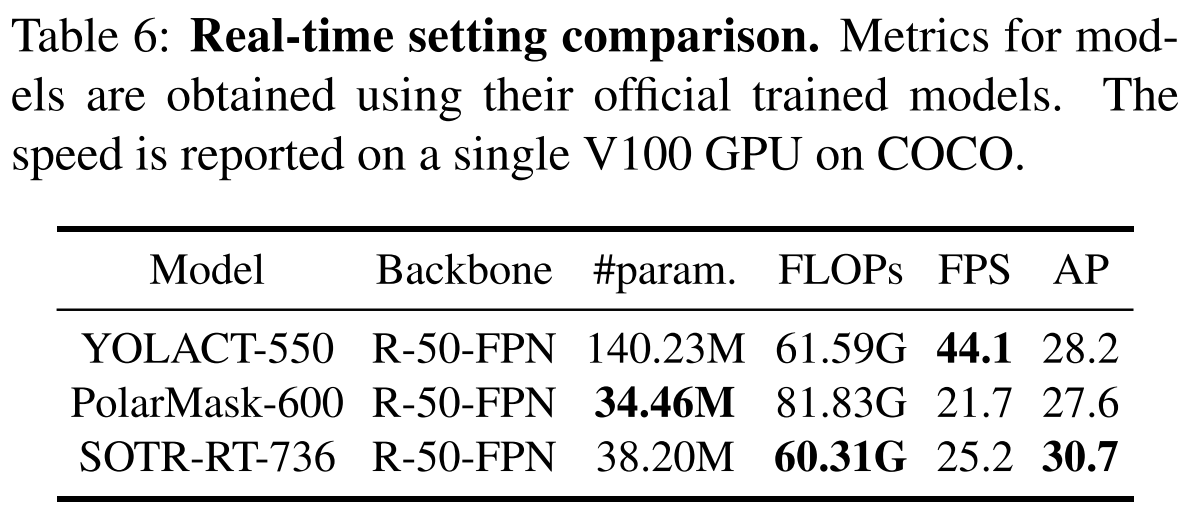 Table 6: Real-time setting comparison. Metrics for mod-
els are obtained using their official trained models. The
speed is reported on a single V100 GPU on COCO.
Model Backbone #param. FLOPs FPS AP
YOLACT-550 R-50-FPN 140.23M 61.59G 44.1 28.2
PolarMask-600 R-50-FPN 34.46M 81.83G 21.7 27.6
SOTR-RT-736 R-50-FPN 38.20M 60.31G 25.2 30.7